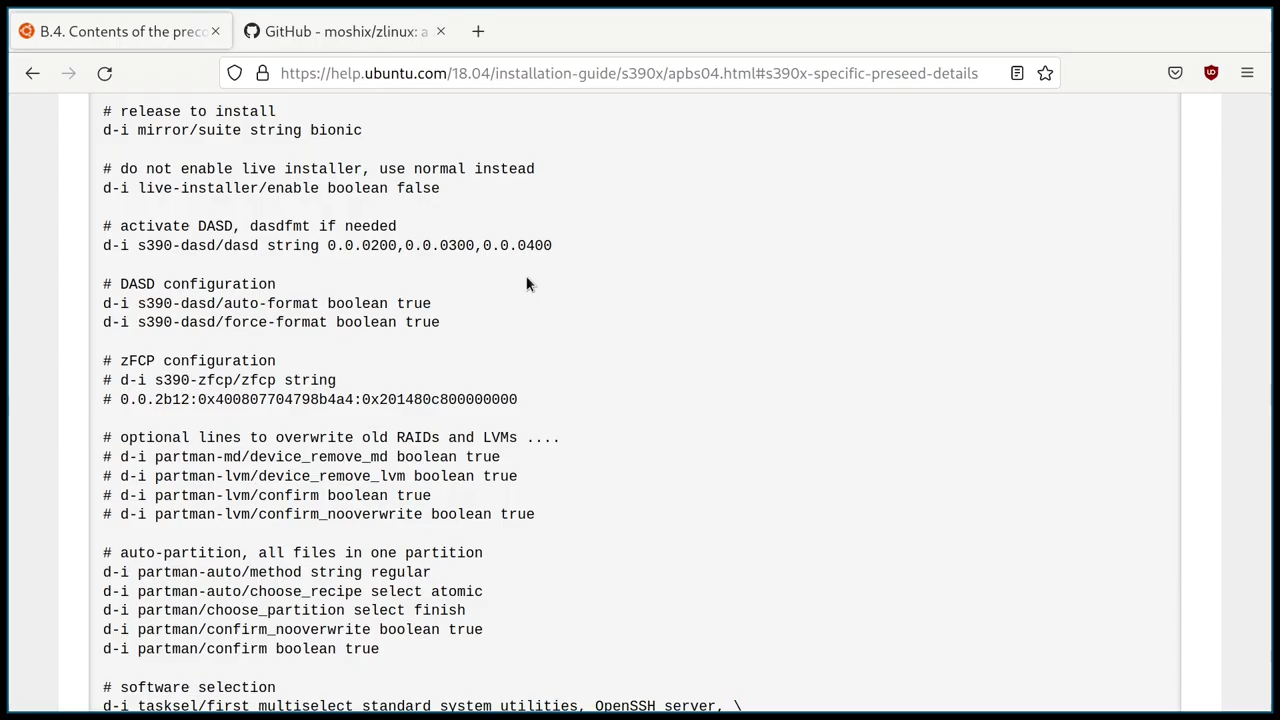 B.4. Contents of the prec
GitHub - moshix/zlinux: a
https://help.ubuntu.com/18.04/installation-guide/s390x/apbs04.html#s390x-specific-preseed-details
# release to install
d-i mirror/suite string bionic
# do not enable live installer, use normal instead
d-i live-installer/enable boolean false
# activate DASD, dasdfmt if needed
d-i s390-dasd/dasd string 0.0.0200,0.0.0300,0.0.0400
# DASD configuration
d-i s390-dasd/auto-format boolean true
d-i s390-dasd/force-format boolean true
# zFCP configuration
# d-i s390-zfcp/zfcp string
# 0.0.2b12:0x400807704798b4a4:0x201480c800000000
# optional lines to overwrite old RAIDs and LVMs ....
# d-i partman-md/device_remove_md boolean true
# d-i partman-lvm/device_remove_lvm boolean true
# d-i partman-lvm/confirm boolean true
# d-i partman-lvm/confirm_nooverwrite boolean true
# auto-partition, all files in one partition
d-i partman-auto/method string regular
d-i partman-auto/choose_recipe select atomic
d-i partman/choose_partition select finish
d-i partman/confirm_nooverwrite boolean true
d-i partman/confirm boolean true
# software selection
d-i tasksel/first multiselect standard system utilities, OpenSSH server, \